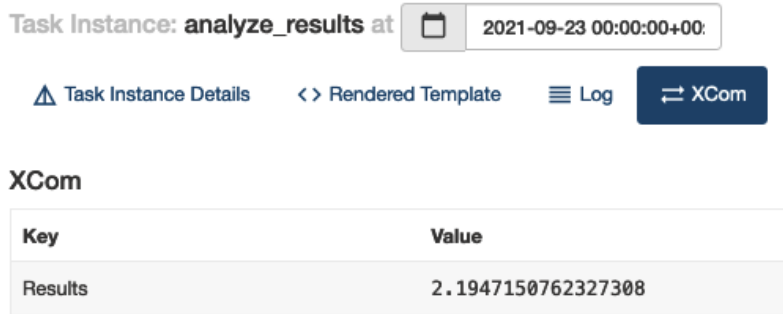 Task Instance: analyze_results at 2021-09-23 00:00:00+00:
Task Instance Details <> Rendered Template Log XCom
XCom
Key Value
Results 2.1947150762327308